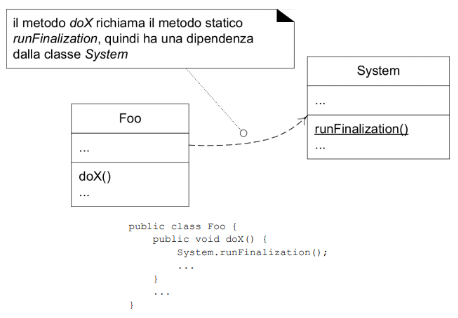 il metodo doX richiama il metodo statico
runFinalization, quindi ha una dipendenza
dalla classe System
System
...
runFinalization()
...
Foo
...
doX()
...
public class Foo {
public void doX() {
System.runFinalization();
...
}
...
}